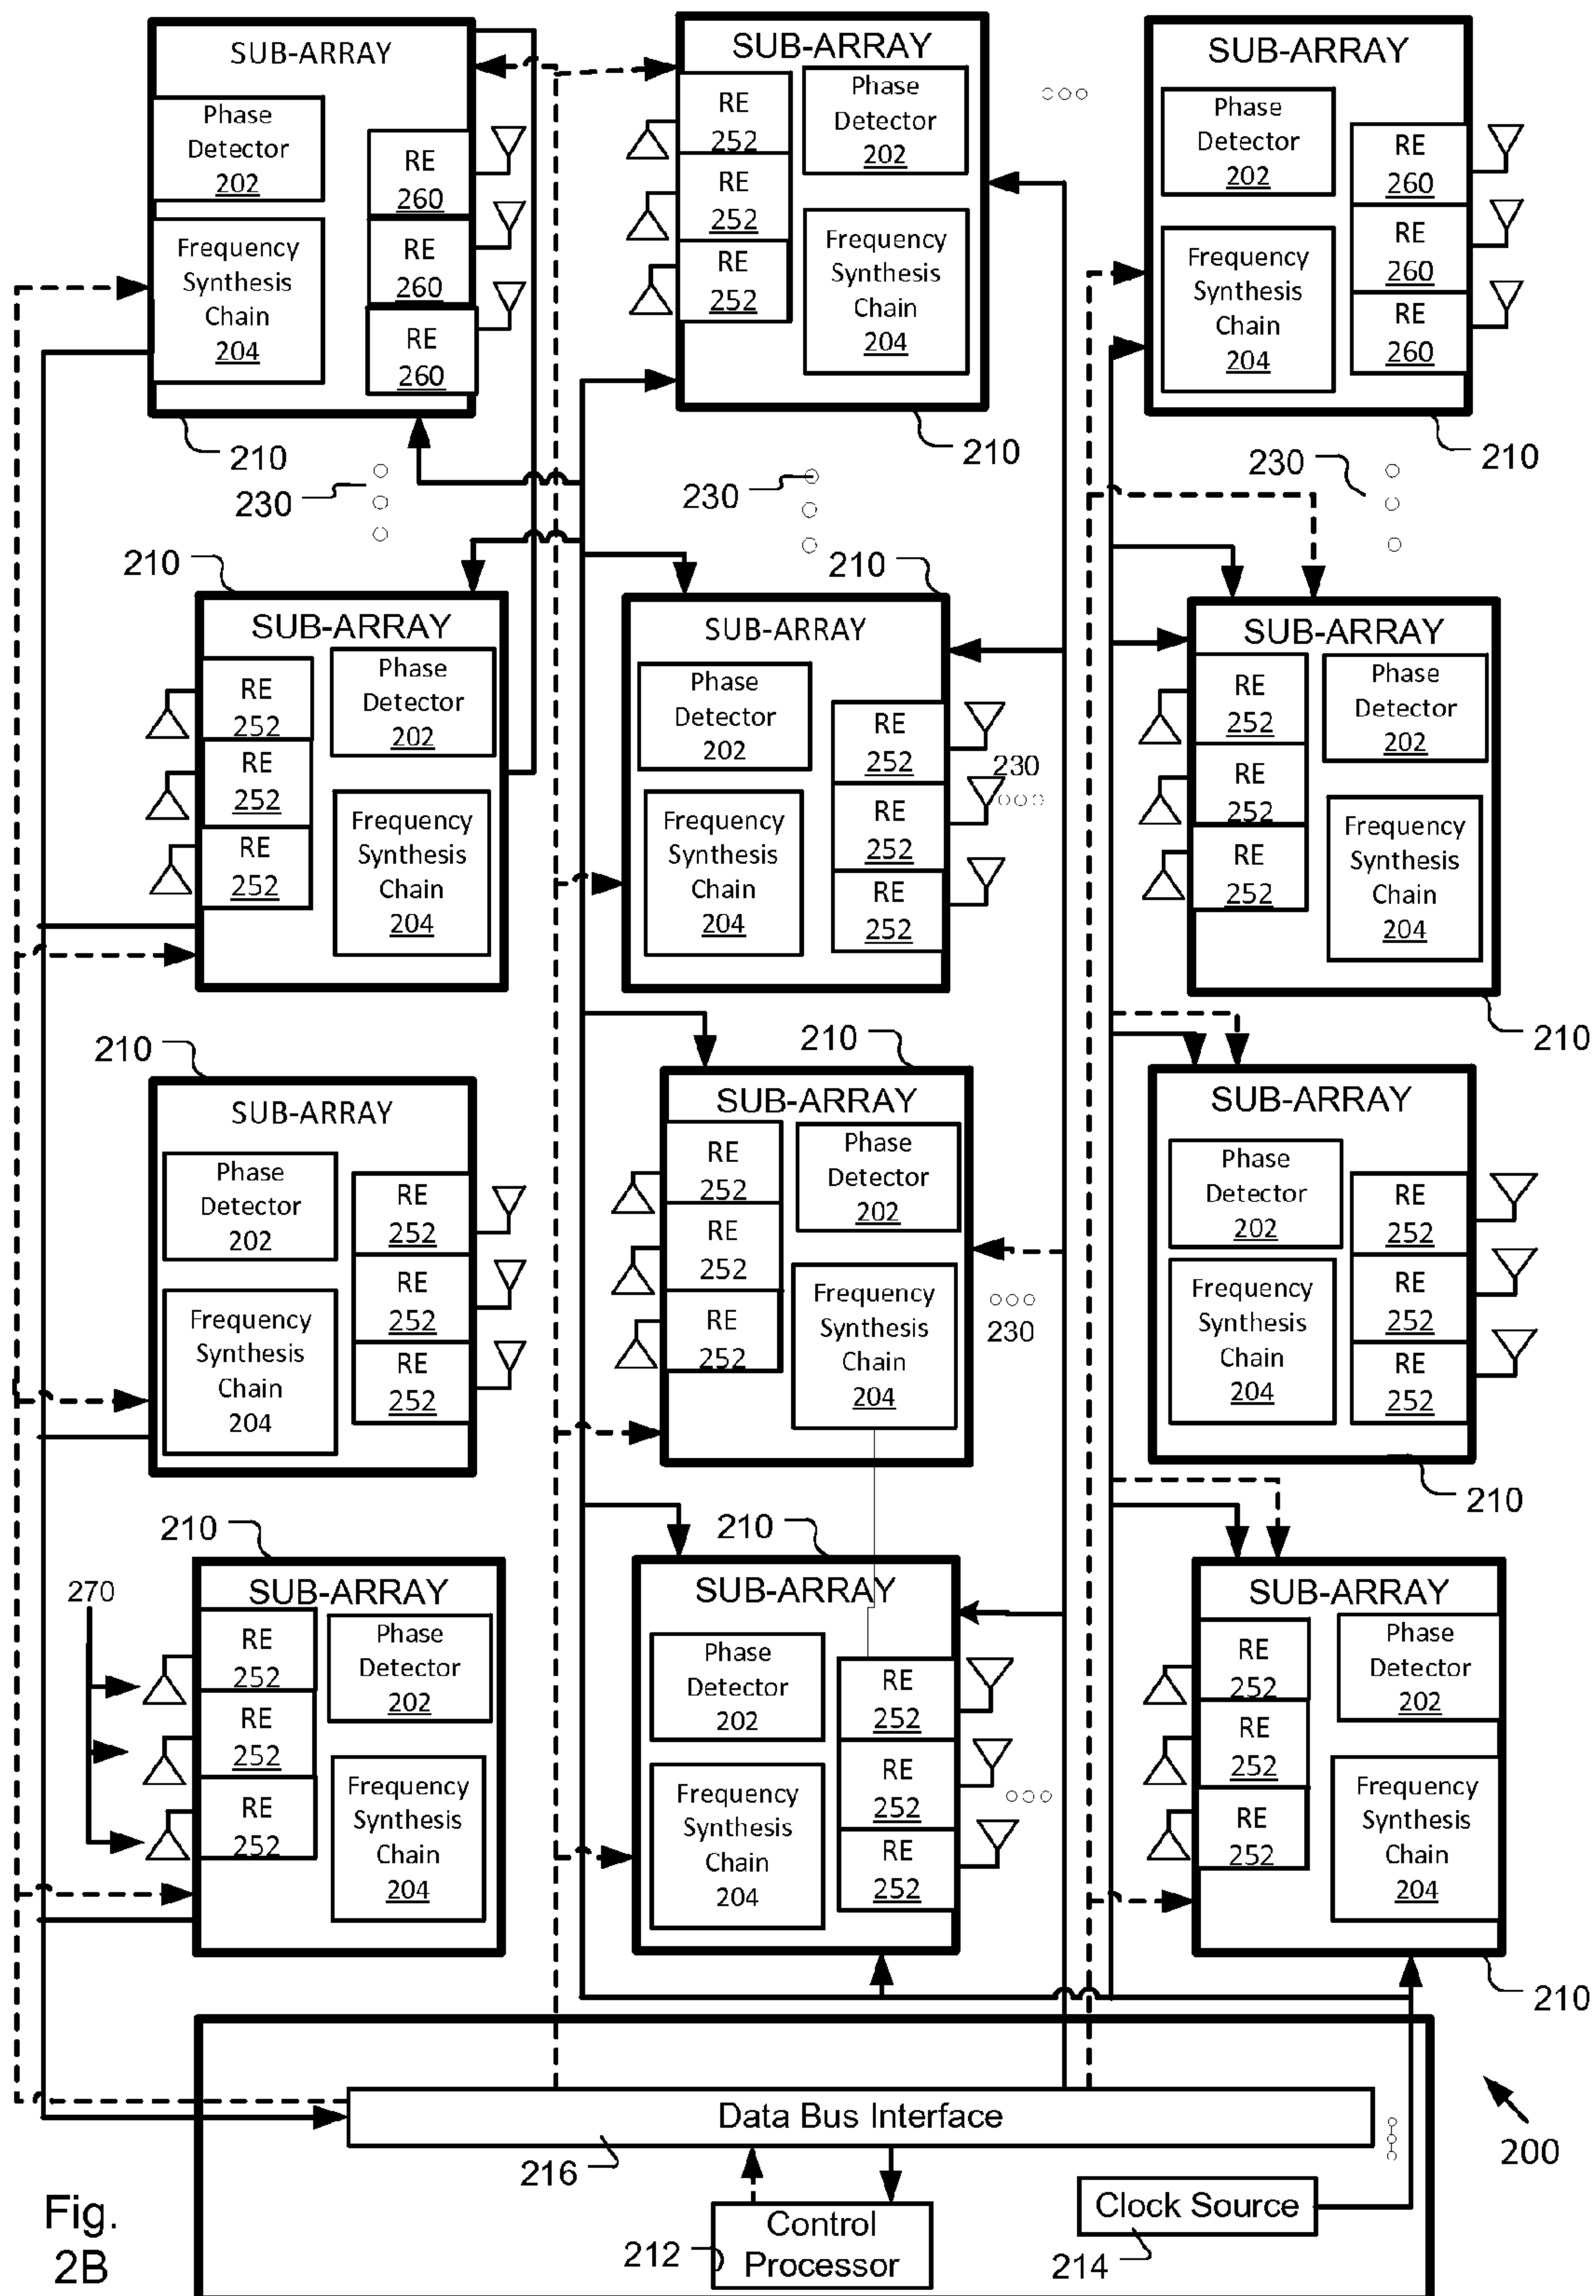 SUB-ARRAY
Phase
Detector
202
Frequency
Synthesis
Chain
204
RE
260
RE
260
RE
260
210
SUB-ARRAY
RE
252
RE
252
RE
252
Phase
Detector
202
Frequency
Synthesis
Chain
204
210
SUB-ARRAY
Phase
Detector
202
Frequency
Synthesis
Chain
204
RE
260
RE
260
RE
260
210
230
230
230
210
SUB-ARRAY
RE
252
RE
252
RE
252
Phase
Detector
202
Frequency
Synthesis
Chain
204
210
SUB-ARRAY
Phase
Detector
202
Frequency
Synthesis
Chain
204
RE
252
RE
252
RE
252
230
SUB-ARRAY
RE
252
RE
252
RE
252
Phase
Detector
202
Frequency
Synthesis
Chain
204
210
210
SUB-ARRAY
Phase
Detector
202
Frequency
Synthesis
Chain
204
RE
252
RE
252
RE
252
210
SUB-ARRAY
RE
252
RE
252
RE
252
Phase
Detector
202
Frequency
Synthesis
Chain
204
230
SUB-ARRAY
Phase
Detector
202
Frequency
Synthesis
Chain
204
RE
252
RE
252
RE
252
210
210
270
SUB-ARRAY
RE
252
RE
252
RE
252
Phase
Detector
202
Frequency
Synthesis
Chain
204
210
SUB-ARRAY
Phase
Detector
202
Frequency
Synthesis
Chain
204
RE
252
RE
252
RE
252
SUB-ARRAY
RE
252
RE
252
RE
252
Phase
Detector
202
Frequency
Synthesis
Chain
204
210
Data Bus Interface
216
200
Clock Source
214
Control
Processor
212
Fig.
2B